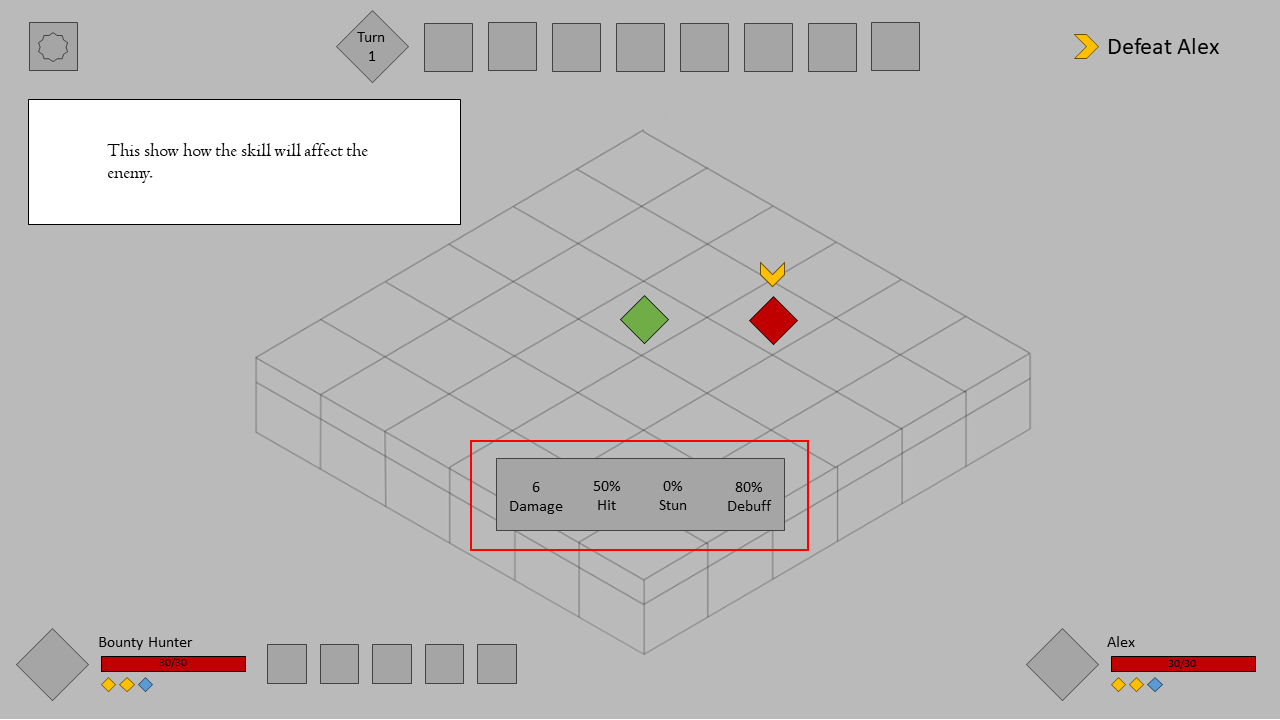 Turn
1
Defeat Alex
This show how the skill will affect the
enemy.
6
Damage
50%
Hit
0%
Stun
80%
Debuff
Bounty Hunter
30/30
Alex
30/30